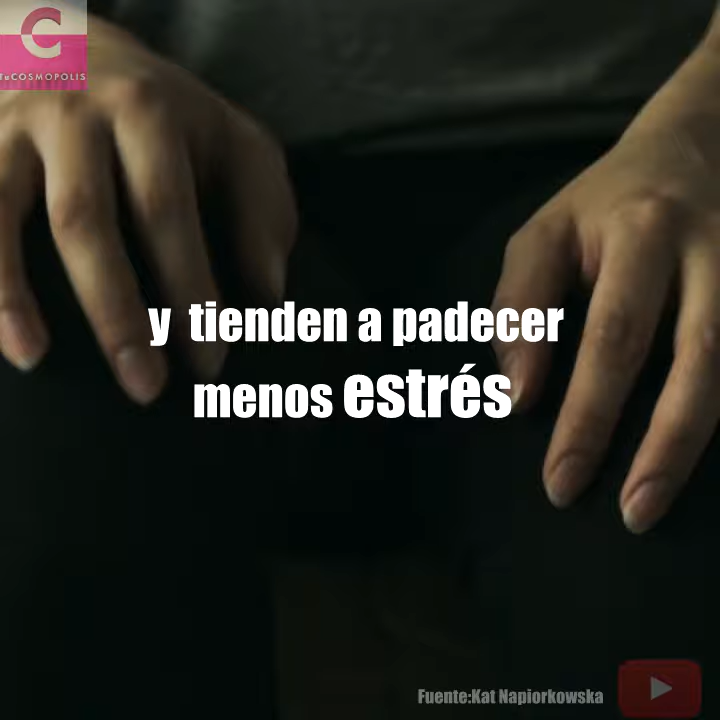 C
TuCOSMOPOLIS
y tienden a padecer
menos estrés
Fuente:Kat Napiorkowska